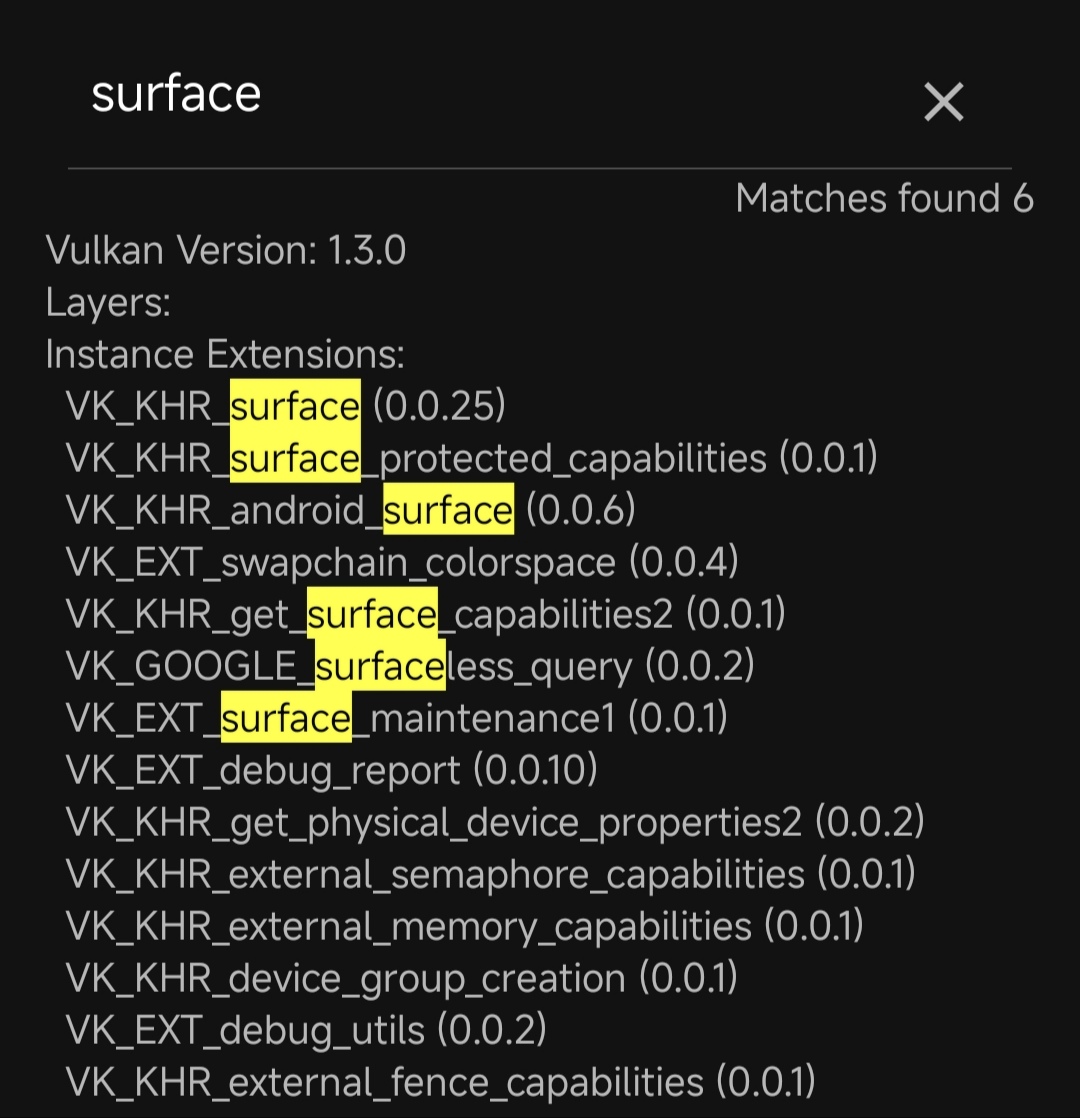 surface
Matches found 6
Vulkan Version: 1.3.0
Layers:
Instance Extensions:
VK_KHR_surface (0.0.25)
VK_KHR_surface_protected_capabilities (0.0.1)
VK_KHR_android_surface (0.0.6)
VK_EXT_swapchain_colorspace (0.0.4)
VK_KHR_get_surface_capabilities2 (0.0.1)
VK_GOOGLE_surfaceless_query (0.0.2)
VK_EXT_surface_maintenance1 (0.0.1)
VK_EXT_debug_report (0.0.10)
VK_KHR_get_physical_device_properties2 (0.0.2)
VK_KHR_external_semaphore_capabilities (0.0.1)
VK_KHR_external_memory_capabilities (0.0.1)
VK_KHR_device_group_creation (0.0.1)
VK_EXT_debug_utils (0.0.2)
VK_KHR_external_fence_capabilities (0.0.1)